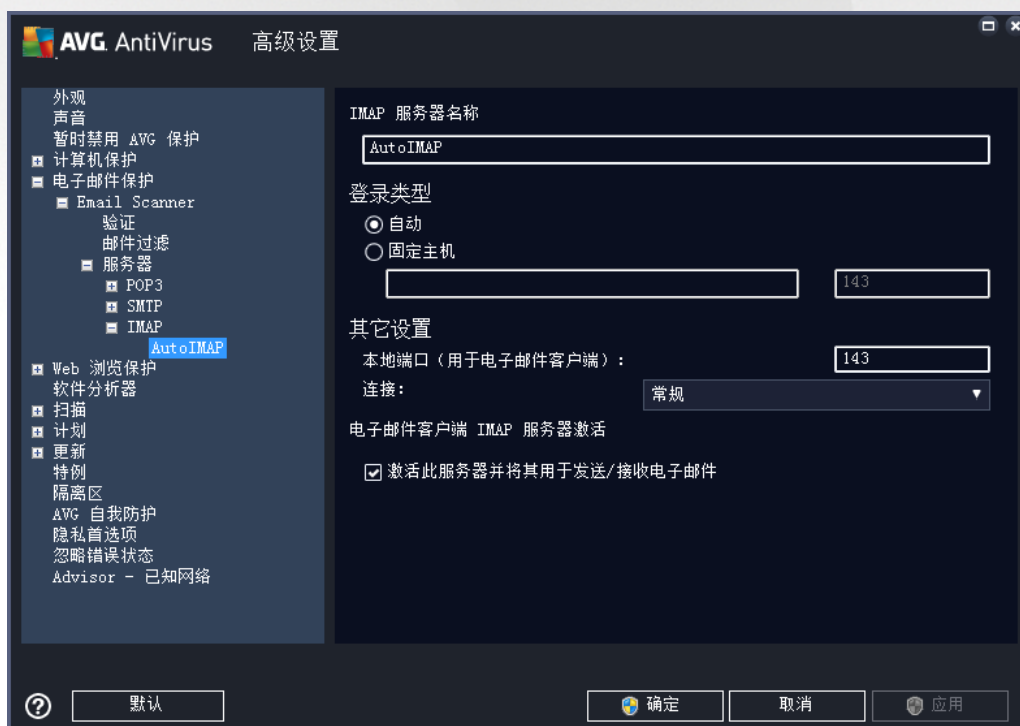 AVG. AntiVirus 高级设置
外观
声音
暂时禁用 AVG 保护
计算机保护
电子邮件保护
Email Scanner
验证
邮件过滤
服务器
POP3
SMTP
IMAP
AutoIMAP
Web 浏览保护
软件分析器
扫描
计划
更新
特例
隔离区
AVG 自我防护
隐私首选项
忽略错误状态
Advisor - 已知网络
IMAP 服务器名称
AutoIMAP
登录类型
自动
固定主机
143
其它设置
本地端口（用于电子邮件客户端）: 143
连接: 常规
电子邮件客户端 IMAP 服务器激活
激活此服务器并将其用于发送/接收电子邮件
默认 确定 取消 应用